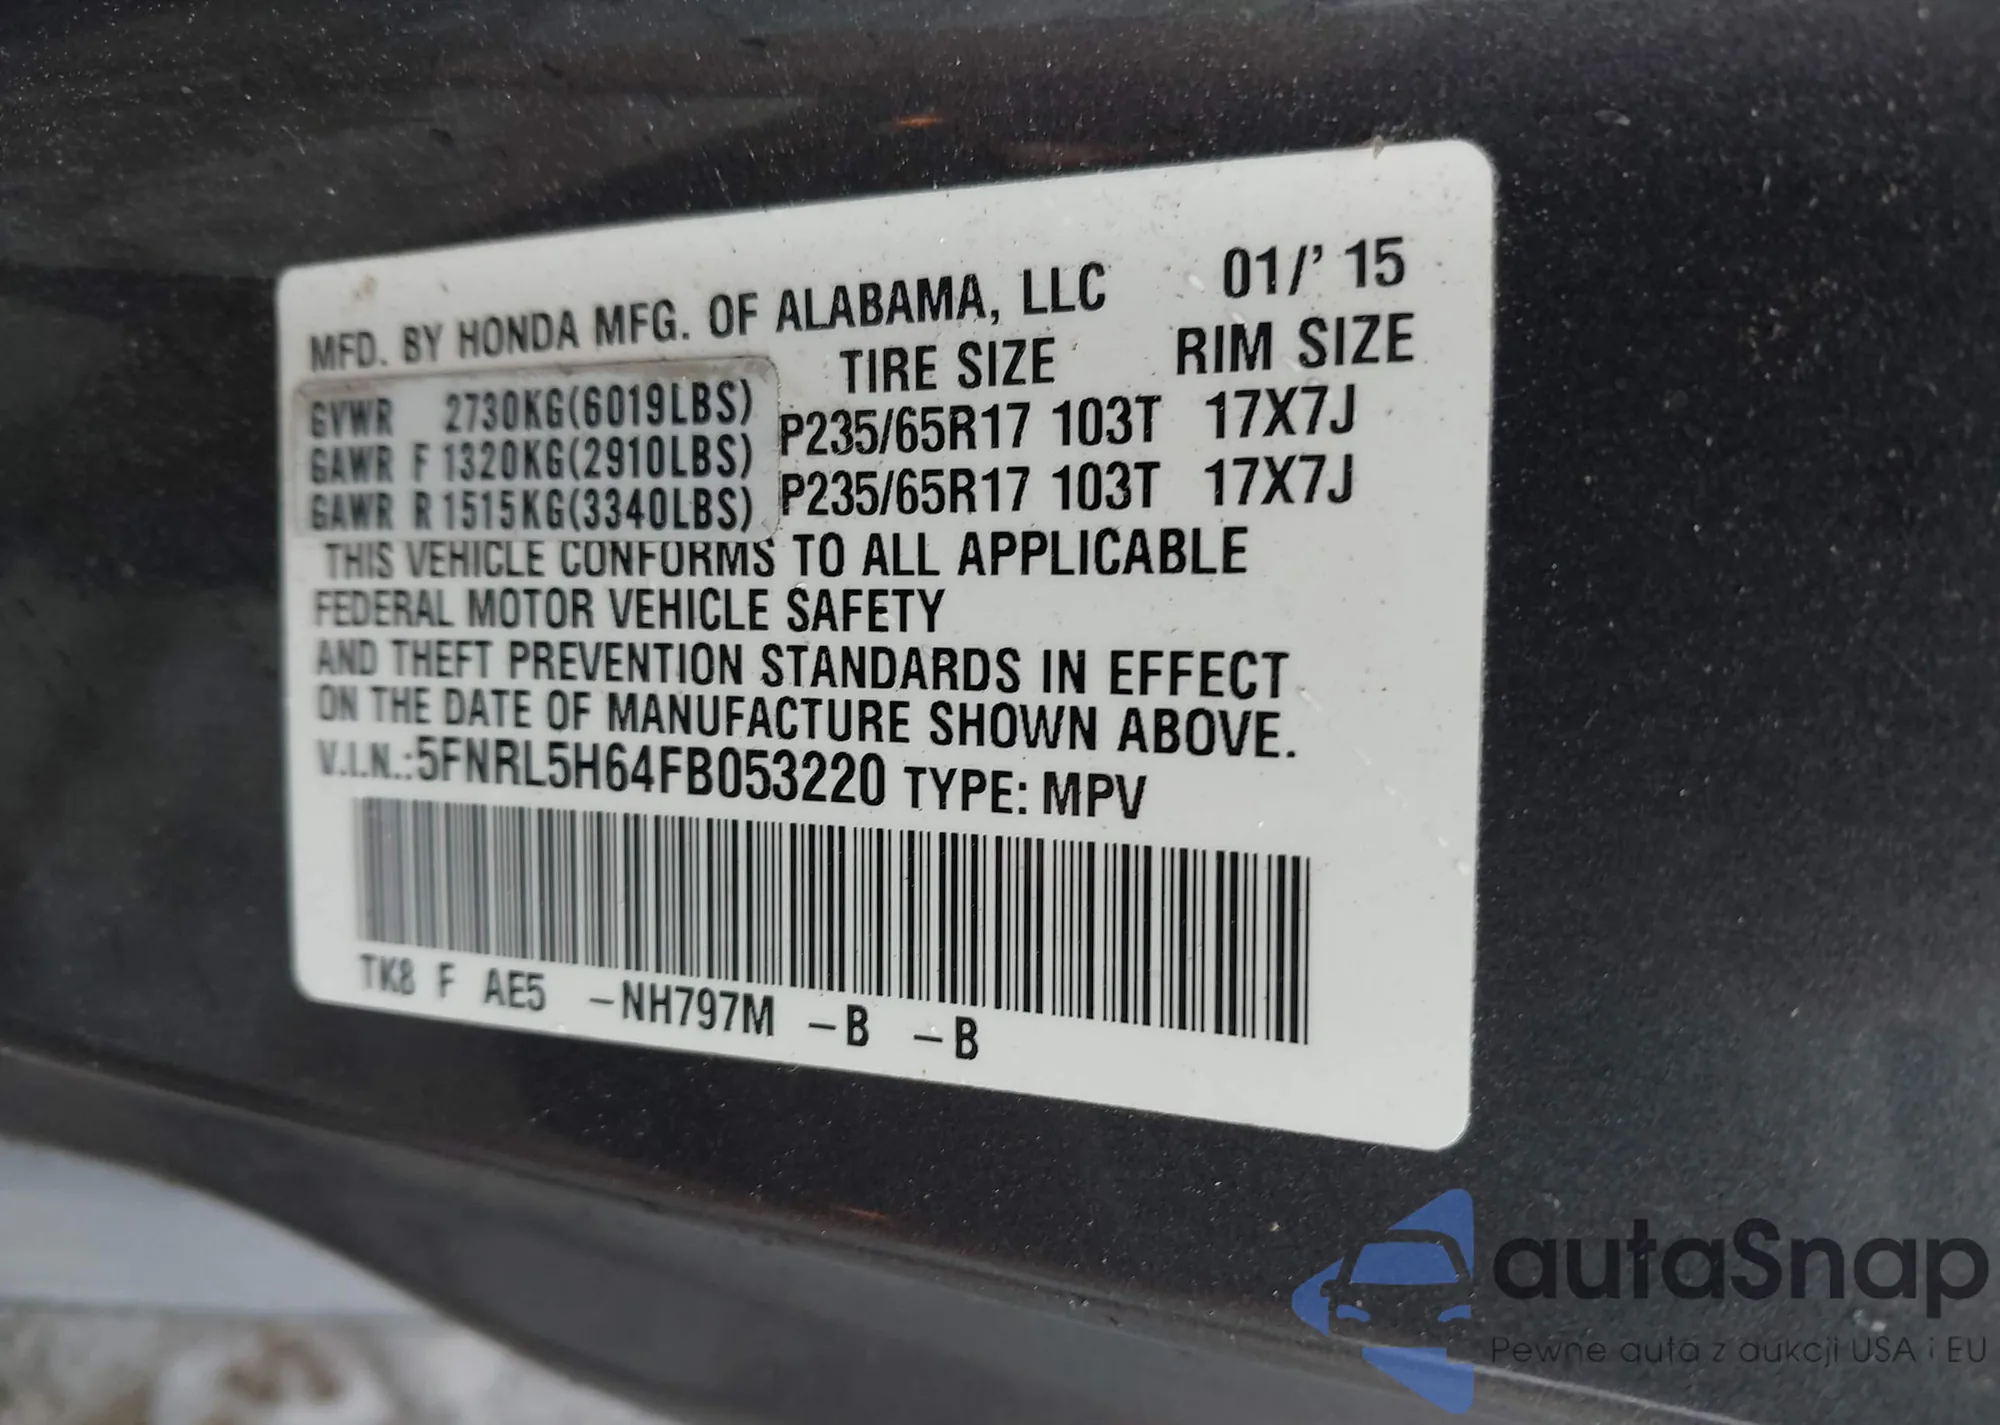 MFD. BY HONDA MFG. OF ALABAMA, LLC 01/' 15
TIRE SIZE RIM SIZE
GVWR 2730KG(6019LBS)
GAWR F 1320KG(2910LBS) P235/65R17 103T 17X7J
GAWR R 1515KG(3340LBS) P235/65R17 103T 17X7J
THIS VEHICLE CONFORMS TO ALL APPLICABLE
FEDERAL MOTOR VEHICLE SAFETY
AND THEFT PREVENTION STANDARDS IN EFFECT
ON THE DATE OF MANUFACTURE SHOWN ABOVE.
V.I.N.:5FNRL5H64FB053220 TYPE: MPV
TK8 F AE5 -NH797M -B -B
autaSnap
Pewne auta z aukcji USA i EU